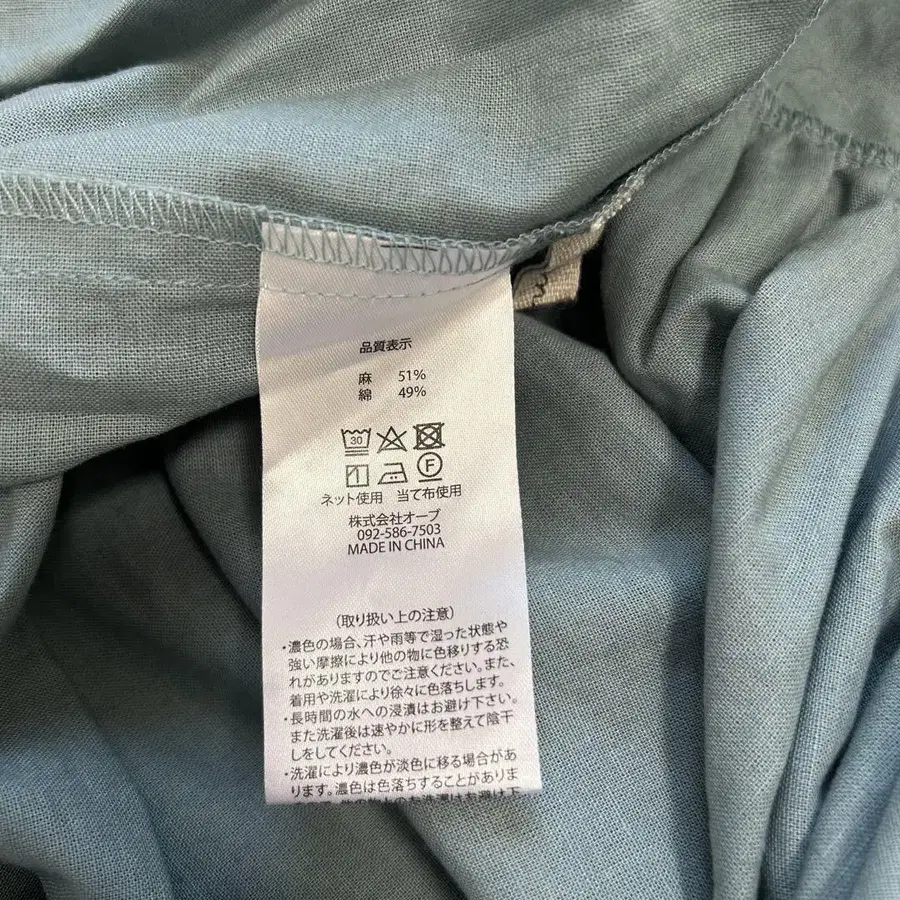 品質表示
麻 51%
綿 49%
30
F
ネット使用 当て布使用
株式会社オーブ
092-586-7503
MADE IN CHINA
(取り扱い上の注意)
・濃色の場合、汗や雨等で湿った状態や
強い摩擦により他の物に色移りする恐
れがありますのでご注意ください。また、
着用や洗濯により徐々に色落ちします。
・長時間の水への浸漬はお避け下さい。
また洗濯後は速やかに形を整えて陰干
しをしてください。
・洗濯により濃色が淡色に移る場合があ
ります。濃色は色落ちすることがありま